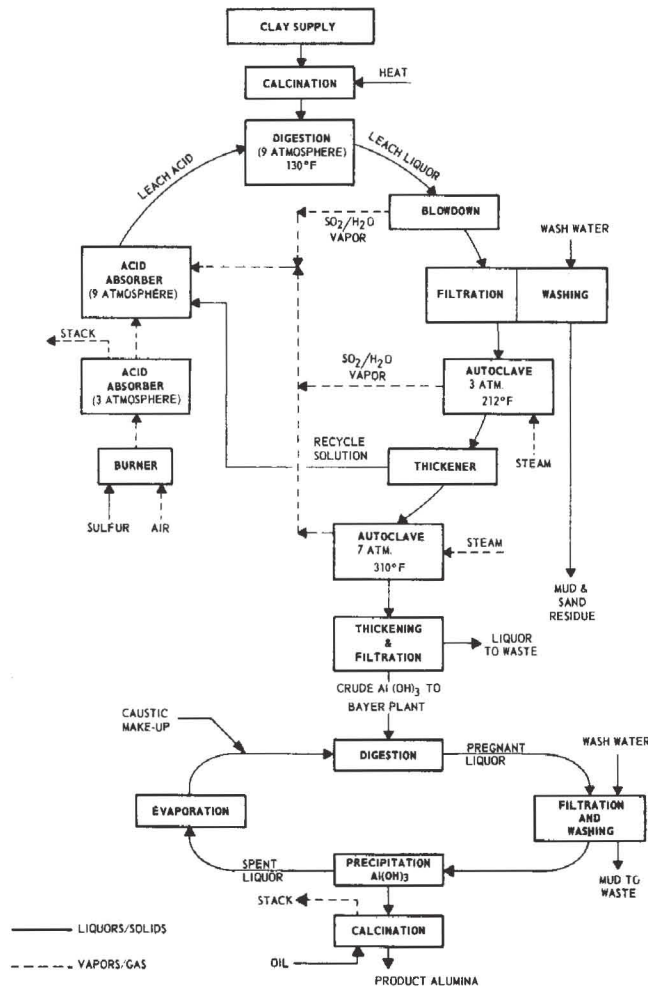 CLAY SUPPLY
CALCINATION
HEAT
DIGESTION
(9 ATMOSPHERE)
130°F
LEACH ACID
LEACH LIQUOR
BLOWDOWN
SO2/H2O
VAPOR
WASH WATER
ACID
ABSORBER
(9 ATMOSPHERE)
FILTRATION
WASHING
STACK
ACID
ABSORBER
(3 ATMOSPHERE)
SO2/H2O
VAPOR
AUTOCLAVE
3 ATM.
212°F
BURNER
RECYCLE
SOLUTION
THICKENER
STEAM
SULFUR
AIR
AUTOCLAVE
7 ATM.
310°F
STEAM
MUD &
SAND
RESIDUE
THICKENING
&
FILTRATION
LIQUOR
TO WASTE
CRUDE Al (OH)3 TO
BAYER PLANT
CAUSTIC
MAKE-UP
DIGESTION
PREGNANT
LIQUOR
WASH WATER
EVAPORATION
FILTRATION
AND
WASHING
SPENT
LIQUOR
PRECIPITATION
Al(OH)3
MUD TO
WASTE
STACK
CALCINATION
LIQUORS/SOLIDS
OIL
VAPORS/GAS
PRODUCT ALUMINA